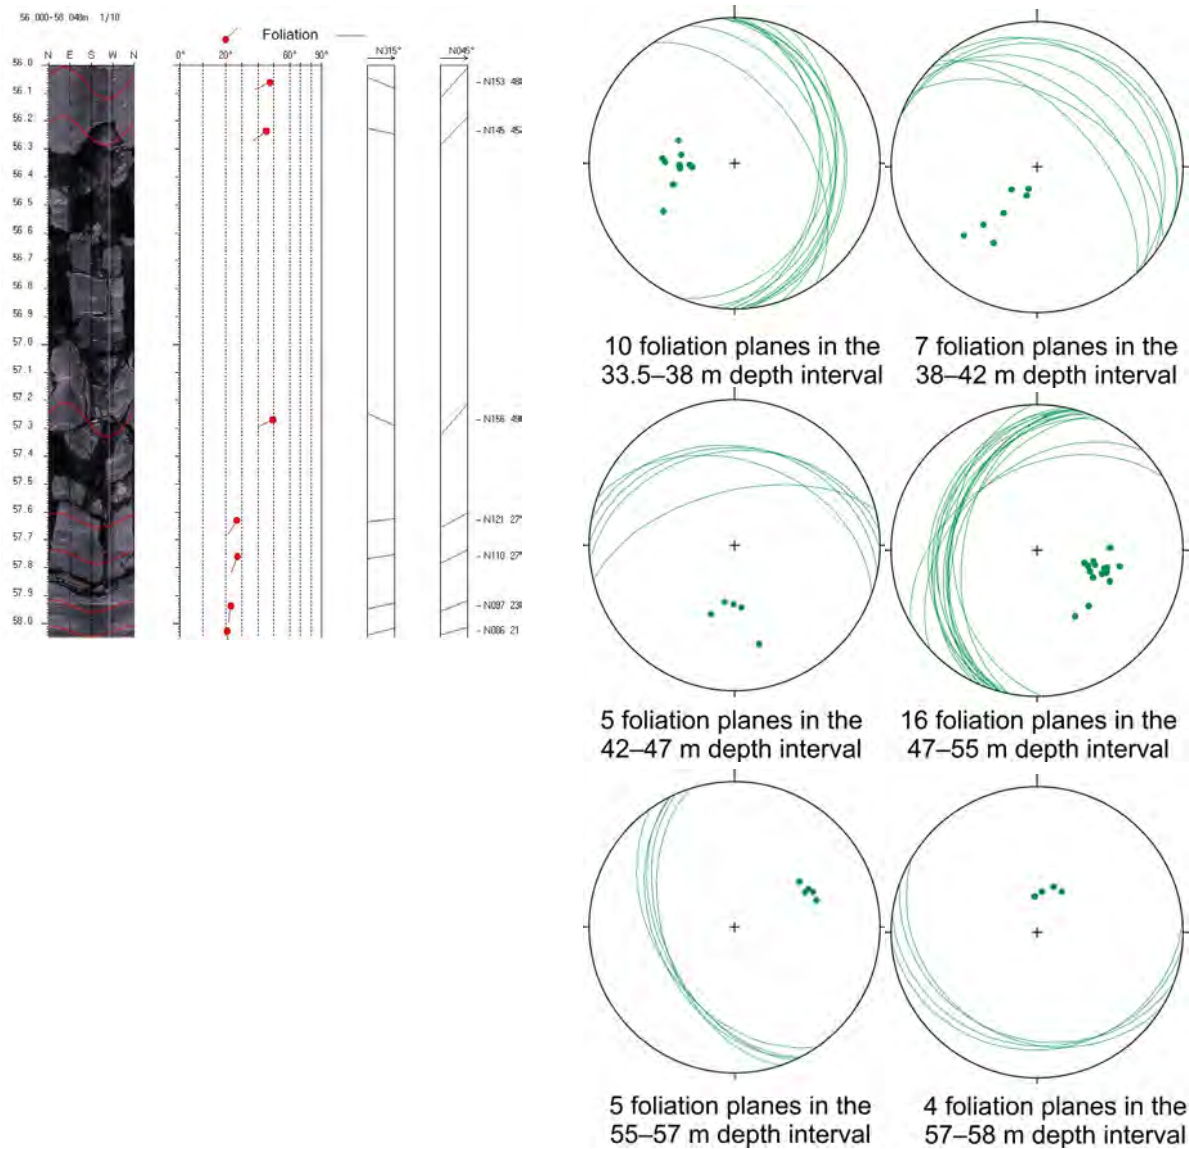 56 000-58 048m 1/10
Foliation
N E S W N
0° 20° 60° 90°
N315°
N045°
56.0
56.1
56.2
56.3
56.4
56.5
56.6
56.7
56.8
56.9
57.0
57.1
57.2
57.3
57.4
57.5
57.6
57.7
57.8
57.9
58.0
N153
N145
N156
N121 27°
N110 27°
N097
N086 21
10 foliation planes in the
33.5–38 m depth interval
7 foliation planes in the
38–42 m depth interval
5 foliation planes in the
42–47 m depth interval
16 foliation planes in the
47–55 m depth interval
5 foliation planes in the
55–57 m depth interval
4 foliation planes in the
57–58 m depth interval